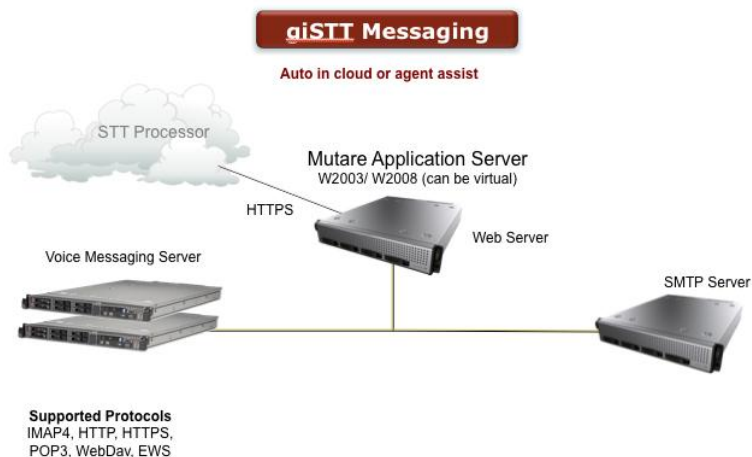 giSTT Messaging
Auto in cloud or agent assist
STT Processor
Mutare Application Server
W2003/ W2008 (can be virtual)
HTTPS
Web Server
Voice Messaging Server
SMTP Server
Supported Protocols
IMAP4, HTTP, HTTPS,
POP3, WebDav, EWS